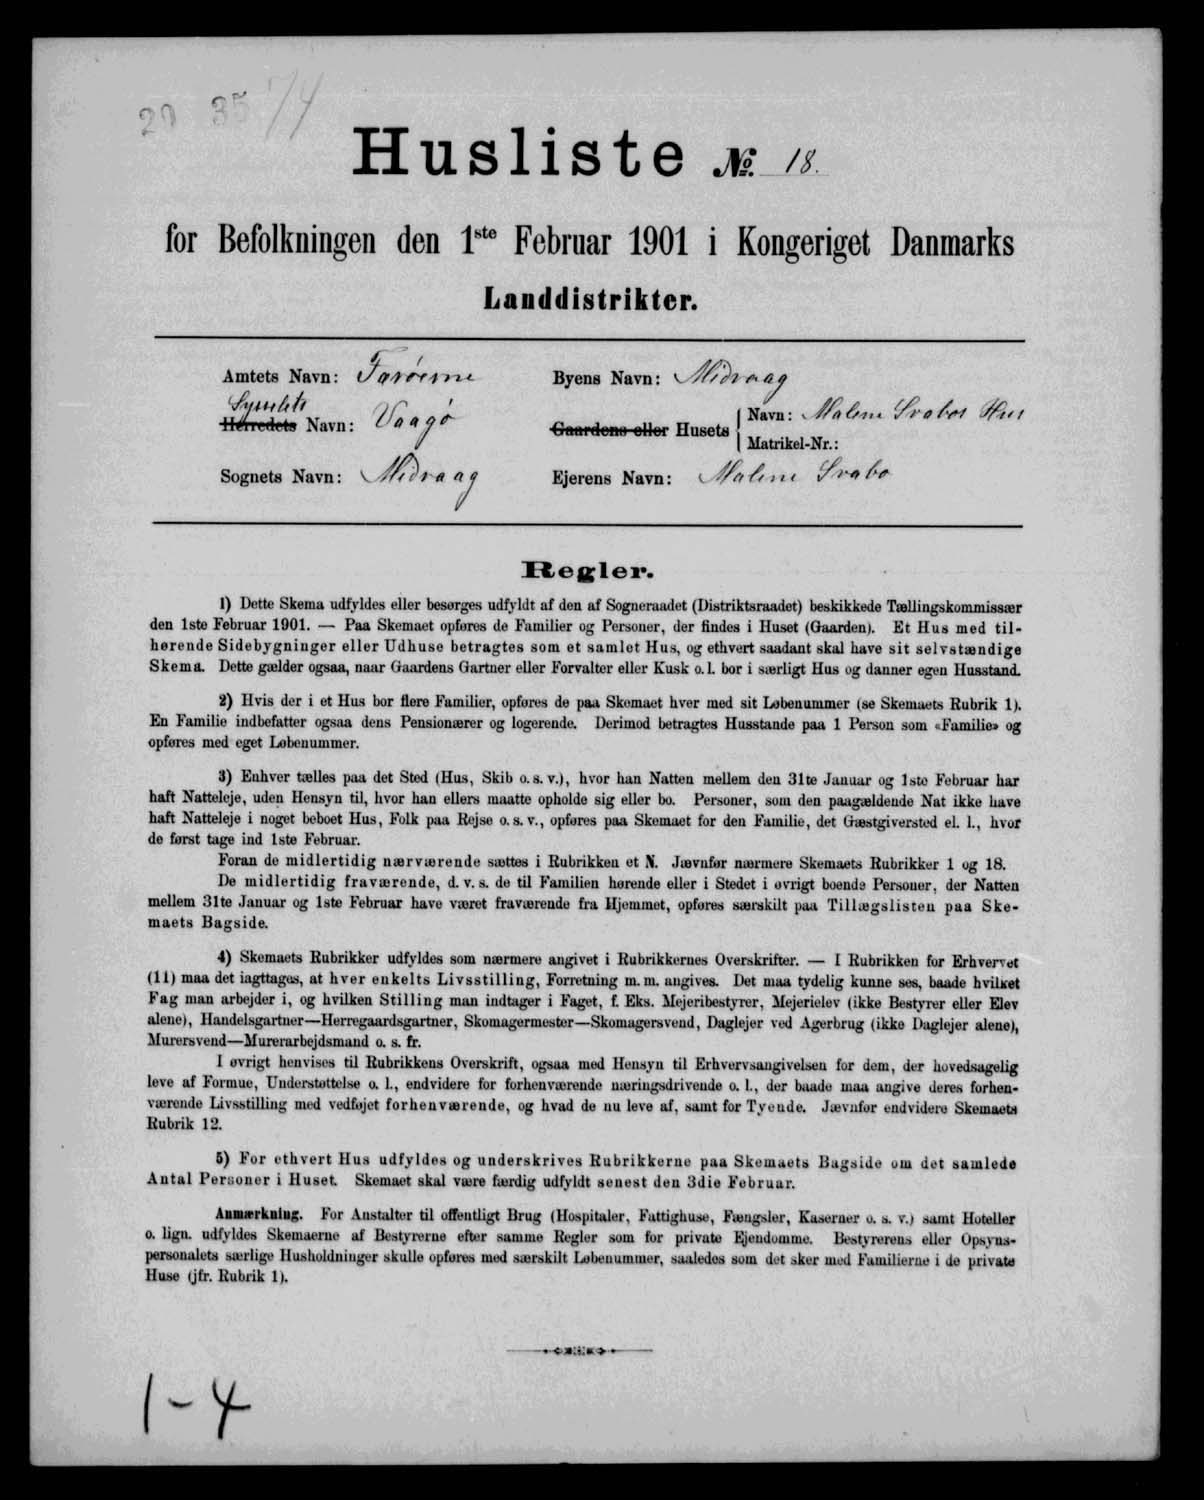 20 35 74
Husliste No. 18.
for Befolkningen den 1ste Februar 1901 i Kongeriget Danmarks
Landdistrikter.
Amtets Navn: Færöerne
Byens Navn: Midvaag
Sysselets
Herredets Navn: Vaagö
Gaardens eller Husets
Navn: Malene Svabos Hus
Matrikel-Nr.:
Sognets Navn: Midvaag
Ejerens Navn: Malene Svabo
Regler.
1) Dette Skema udfyldes eller besørges udfyldt af den af Sogneraadet (Distriktsraadet) beskikkede Tællingskommissær
den 1ste Februar 1901. — Paa Skemaet opføres de Familier og Personer, der findes i Huset (Gaarden). Et Hus med til-
hørende Sidebygninger eller Udhuse betragtes som et samlet Hus, og ethvert saadant skal have sit selvstændige
Skema. Dette gælder ogsaa, naar Gaardens Gartner eller Forvalter eller Kusk o. l. bor i særligt Hus og danner egen Husstand.
2) Hvis der i et Hus bor flere Familier, opføres de paa Skemaet hver med sit Løbenummer (se Skemaets Rubrik 1).
En Familie indbefatter ogsaa dens Pensionærer og logerende. Derimod betragtes Husstande paa 1 Person som «Familie» og
opføres med eget Løbenummer.
3) Enhver tælles paa det Sted (Hus, Skib o. s. v.), hvor han Natten mellem den 31te Januar og 1ste Februar har
haft Natteleje, uden Hensyn til, hvor han ellers maatte opholde sig eller bo. Personer, som den paagældende Nat ikke have
haft Natteleje i noget beboet Hus, Folk paa Rejse o. s. v., opføres paa Skemaet for den Familie, det Gæstgiversted el. l., hvor
de først tage ind 1ste Februar.
Foran de midlertidig nærværende sættes i Rubrikken et N. Jævnfør nærmere Skemaets Rubrikker 1 og 18.
De midlertidig fraværende, d. v. s. de til Familien hørende eller i Stedet i øvrigt boende Personer, der Natten
mellem 31te Januar og 1ste Februar have været fraværende fra Hjemmet, opføres særskilt paa Tillægslisten paa Ske-
maets Bagside.
4) Skemaets Rubrikker udfyldes som nærmere angivet i Rubrikkernes Overskrifter. — I Rubrikken for Erhvervet
(11) maa det iagttages, at hver enkelts Livsstilling, Forretning m. m. angives. Det maa tydelig kunne ses, baade hvilket
Fag man arbejder i, og hvilken Stilling man indtager i Faget, f. Eks. Mejeribestyrer, Mejerielev (ikke Bestyrer eller Elev
alene), Handelsgartner—Herregaardsgartner, Skomagermester—Skomagersvend, Daglejer ved Agerbrug (ikke Daglejer alene),
Murersvend—Murerarbejdsmand o. s. fr.
I øvrigt henvises til Rubrikkens Overskrift, ogsaa med Hensyn til Erhvervsangivelsen for dem, der hovedsagelig
leve af Formue, Understøttelse o. l., endvidere for forhenværende næringsdrivende o. l., der baade maa angive deres forhen-
værende Livsstilling med vedføjet forhenværende, og hvad de nu leve af, samt for Tyende. Jævnfør endvidere Skemaets
Rubrik 12.
5) For ethvert Hus udfyldes og underskrives Rubrikkerne paa Skemaets Bagside om det samlede
Antal Personer i Huset. Skemaet skal være færdig udfyldt senest den 3die Februar.
Anmærkning. For Anstalter til offentligt Brug (Hospitaler, Fattighuse, Fængsler, Kaserner o. s. v.) samt Hoteller
o. lign. udfyldes Skemaerne af Bestyrerne efter samme Regler som for private Ejendomme. Bestyrerens eller Opsyns-
personalets særlige Husholdninger skulle opføres med særskilt Løbenummer, saaledes som det sker med Familierne i de private
Huse (jfr. Rubrik 1).
1-4